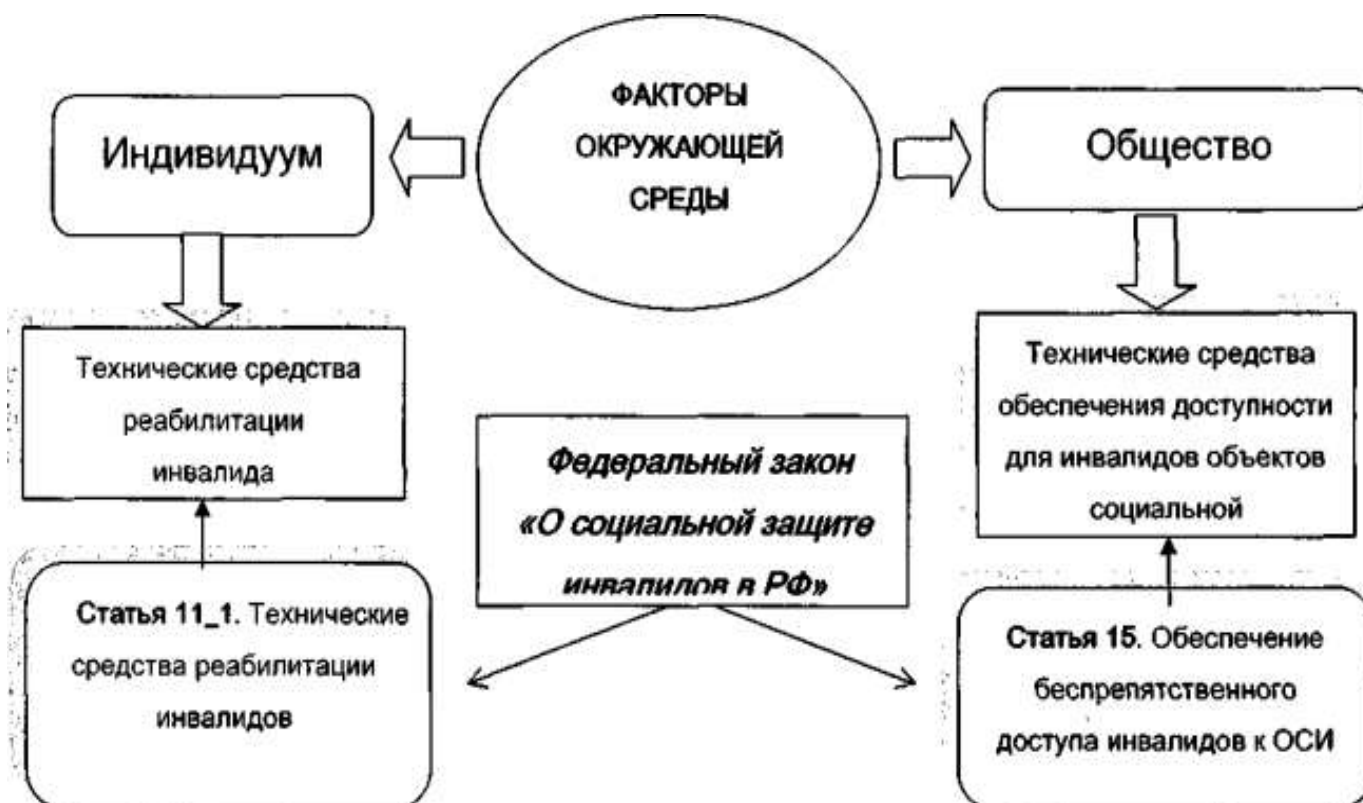 ФАКТОРЫ
ОКРУЖАЮЩЕЙ
СРЕДЫ
Индивидуум
Общество
Технические средства
реабилитации
инвалида
Технические средства
обеспечения доступности
для инвалидов объектов
социальной
Федеральный закон
«О социальной защите
инвалидов в РФ»
Статья 11_1. Технические
средства реабилитации
инвалидов
Статья 15. Обеспечение
беспрепятственного
доступа инвалидов к ОСИ